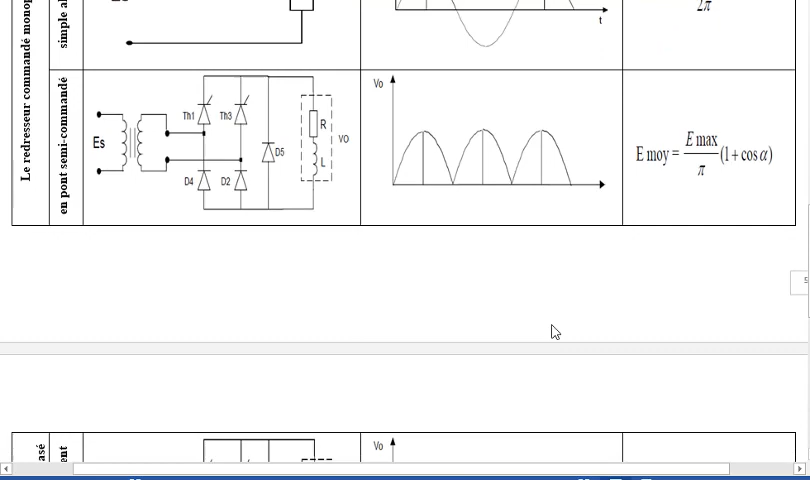 Le redresseur commandé monop
simple al
t
2π
en pont semi-commandé
Th1
Th3
Es
R
L
VO
D5
D4
D2
Vo
E moy = E max / π (1 + cos α)
asé
ent
Vo